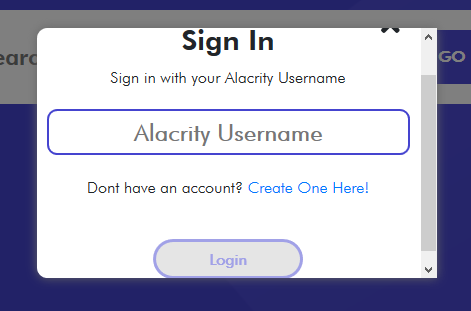 Sign In
Sign in with your Alacrity Username
GO
Alacrity Username
Dont have an account? Create One Here!
Login